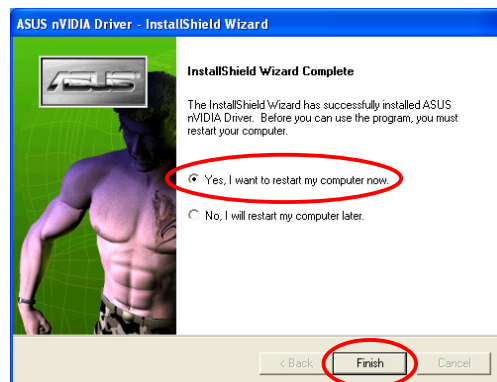 ASUS nVIDIA Driver - InstallShield Wizard
ASUS
InstallShield Wizard Complete
The InstallShield Wizard has successfully installed ASUS
nVIDIA Driver. Before you can use the program, you must
restart your computer.
Yes, I want to restart my computer now.
No, I will restart my computer later.
< Back
Finish
Cancel